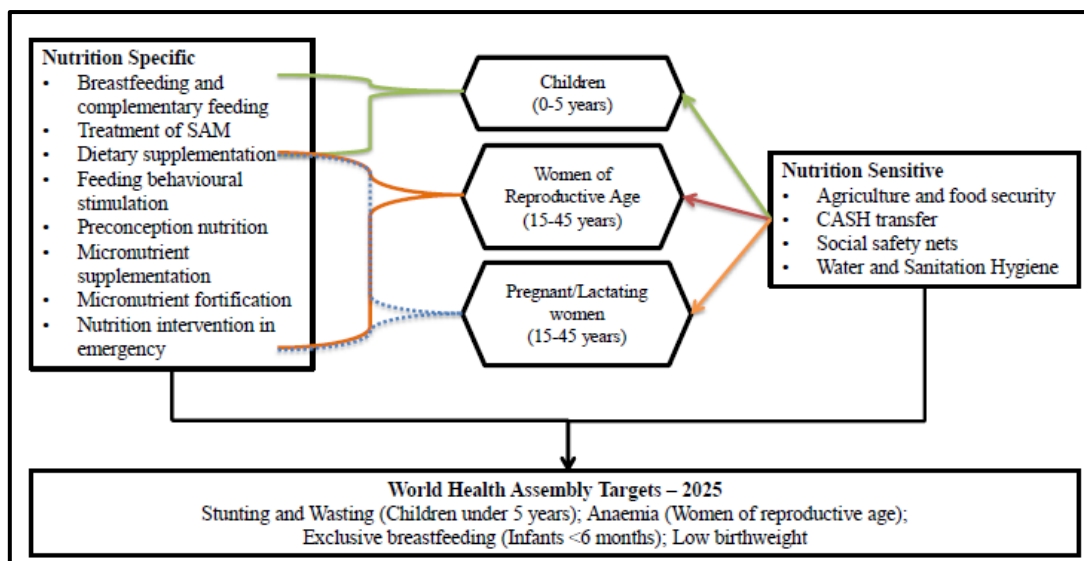 Nutrition Specific
• Breastfeeding and
complementary feeding
• Treatment of SAM
• Dietary supplementation
• Feeding behavioural
stimulation
• Preconception nutrition
• Micronutrient
supplementation
• Micronutrient fortification
• Nutrition intervention in
emergency
Children
(0-5 years)
Women of
Reproductive Age
(15-45 years)
Pregnant/Lactating
women
(15-45 years)
Nutrition Sensitive
• Agriculture and food security
• CASH transfer
• Social safety nets
• Water and Sanitation Hygiene
World Health Assembly Targets – 2025
Stunting and Wasting (Children under 5 years); Anaemia (Women of reproductive age);
Exclusive breastfeeding (Infants <6 months); Low birthweight